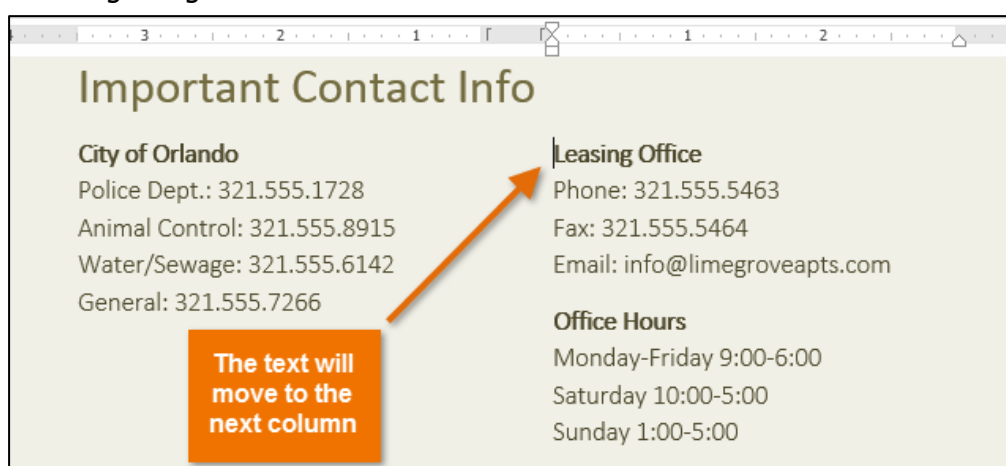 3 2 1 1 2
Important Contact Info
City of Orlando
Police Dept.: 321.555.1728
Animal Control: 321.555.8915
Water/Sewage: 321.555.6142
General: 321.555.7266
Leasing Office
Phone: 321.555.5463
Fax: 321.555.5464
Email: info@limegroveapts.com
Office Hours
Monday-Friday 9:00-6:00
Saturday 10:00-5:00
Sunday 1:00-5:00
The text will
move to the
next column